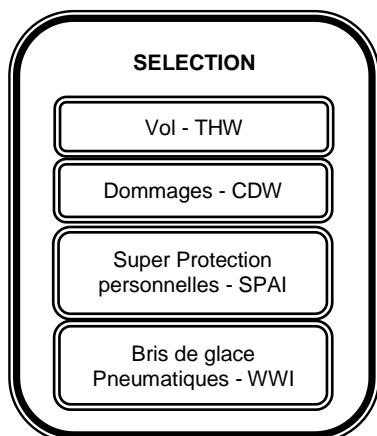 SELECTION
Vol - THW
Dommages - CDW
Super Protection
personnelles - SPAI
Bris de glace
Pneumatiques - WWI